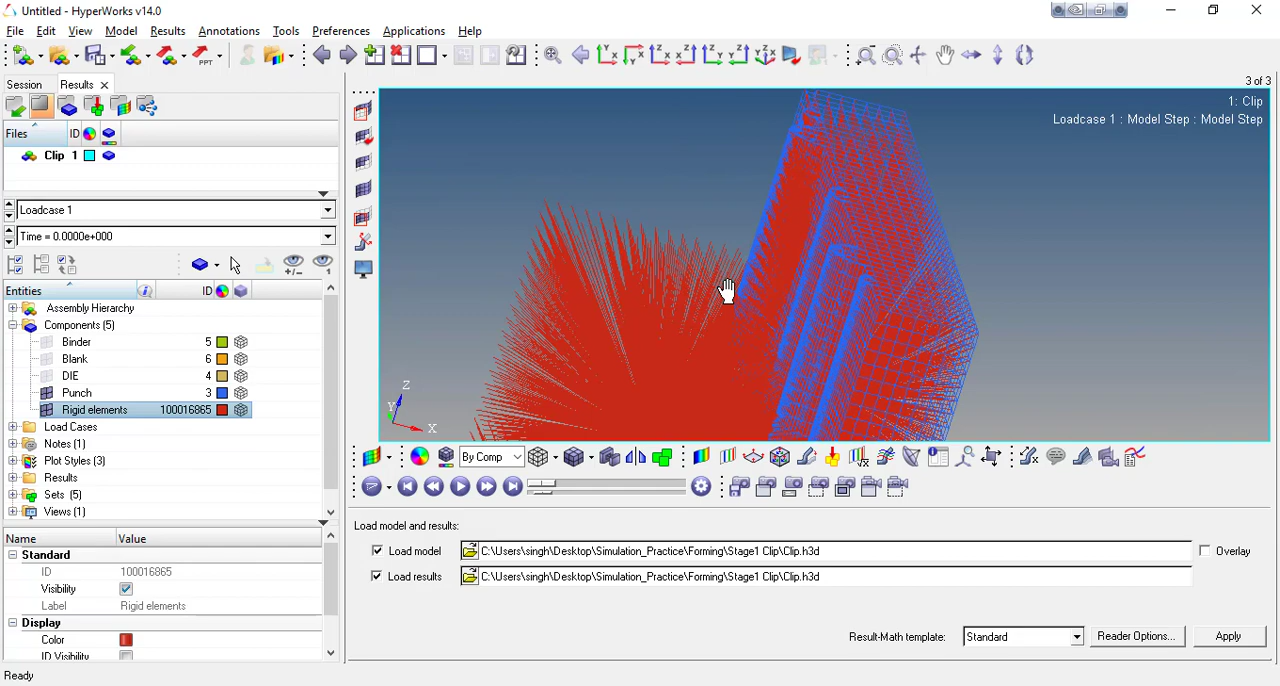 Untitled - HyperWorks v14.0
File Edit View Model Results Annotations Tools Preferences Applications Help
PPT
Session Results
3 of 3
1: Clip
Loadcase 1 : Model Step : Model Step
Files ID
Clip 1
Loadcase 1
Time = 0.0000e+000
Entities ID
Assembly Hierarchy
Components (5)
Binder 5
Blank 6
DIE 4
Punch 3
Rigid elements 100016865
Load Cases
Notes (1)
Plot Styles (3)
Results
Sets (5)
Views (1)
Z
Y
X
By Comp
Name Value
Standard
ID 100016865
Visibility
Label Rigid elements
Display
Color
ID Visibility
Load model and results:
Load model C:\Users\singh\Desktop\Simulation_Practice\Forming\Stage1 Clip\Clip.h3d Overlay
Load results C:\Users\singh\Desktop\Simulation_Practice\Forming\Stage1 Clip\Clip.h3d
Result-Math template: Standard Reader Options... Apply
Ready